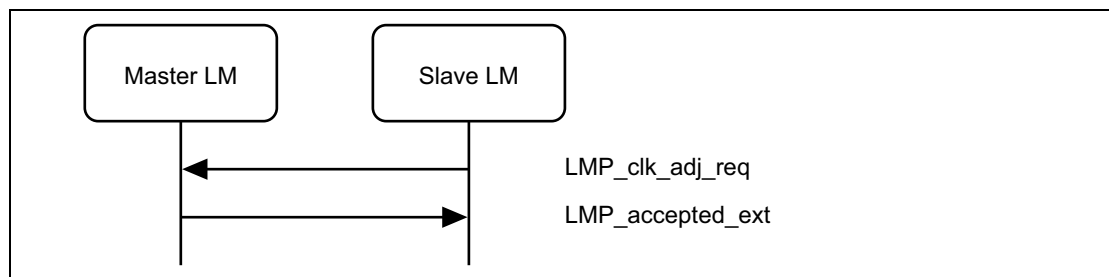 Master LM
Slave LM
LMP_clk_adj_req
LMP_accepted_ext